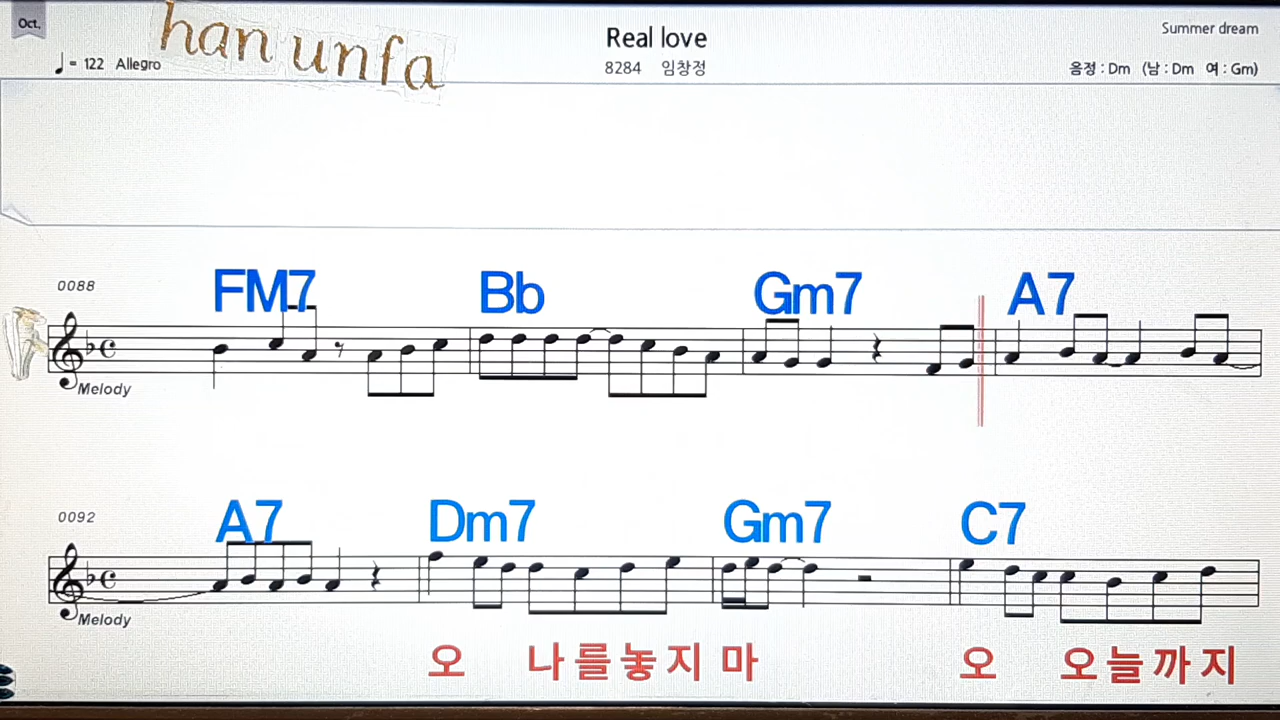 Oct.
han unfa
Real love
Summer dream
♩= 122 Allegro
8284 임창정
음정 : Dm (남 : Dm 여 : Gm)
0088
FM7 Bb Gm7 A7
Melody
0092
A7 Dm7 Gm7 C7
Melody
오 나를놓지 마 오 오늘까지